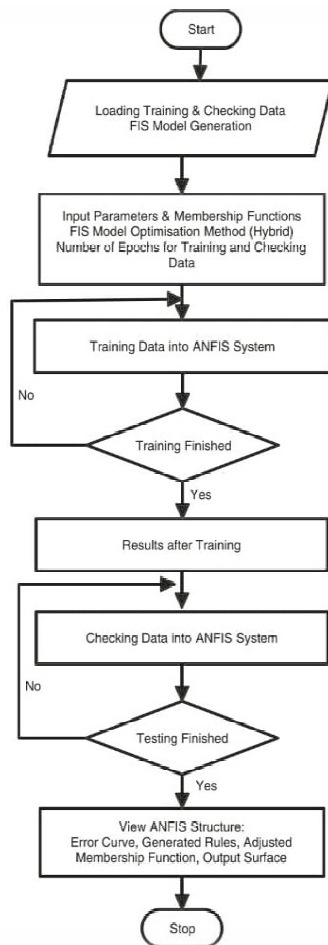 Start
Loading Training & Checking Data
FIS Model Generation
Input Parameters & Membership Functions
FIS Model Optimisation Method (Hybrid)
Number of Epochs for Training and Checking
Data
Training Data into ANFIS System
No
Training Finished
Yes
Results after Training
Checking Data into ANFIS System
No
Testing Finished
Yes
View ANFIS Structure:
Error Curve, Generated Rules, Adjusted
Membership Function, Output Surface
Stop